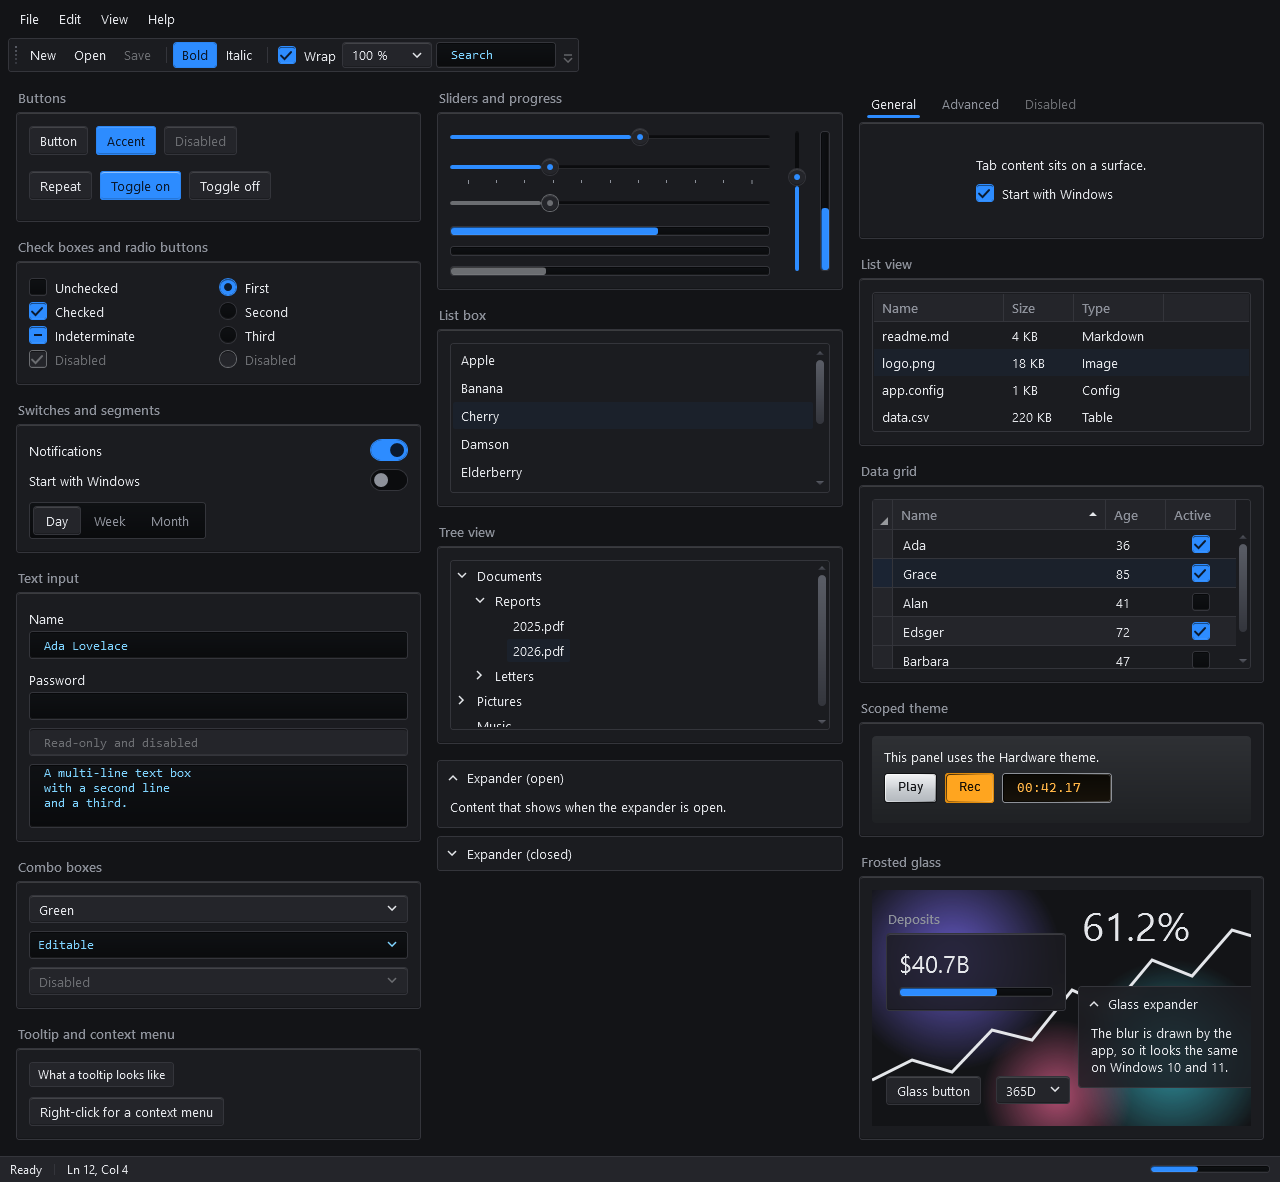 File Edit View Help
New Open Save Bold Italic Wrap 100 % Search
Buttons
Button Accent Disabled
Repeat Toggle on Toggle off
Check boxes and radio buttons
Unchecked First
Checked Second
Indeterminate Third
Disabled Disabled
Switches and segments
Notifications
Start with Windows
Day Week Month
Text input
Name
Ada Lovelace
Password
Read-only and disabled
A multi-line text box
with a second line
and a third.
Combo boxes
Green
Editable
Disabled
Tooltip and context menu
What a tooltip looks like
Right-click for a context menu
Sliders and progress
List box
Apple
Banana
Cherry
Damson
Elderberry
Tree view
Documents
Reports
2025.pdf
2026.pdf
Letters
Pictures
Music
Expander (open)
Content that shows when the expander is open.
Expander (closed)
General Advanced Disabled
Tab content sits on a surface.
Start with Windows
List view
Name Size Type
readme.md 4 KB Markdown
logo.png 18 KB Image
app.config 1 KB Config
data.csv 220 KB Table
Data grid
Name Age Active
Ada 36
Grace 85
Alan 41
Edsger 72
Barbara 47
Scoped theme
This panel uses the Hardware theme.
Play Rec 00:42.17
Frosted glass
Deposits
61.2%
$40.7B
Glass expander
The blur is drawn by the
app, so it looks the same
on Windows 10 and 11.
Glass button 365D
Ready Ln 12, Col 4